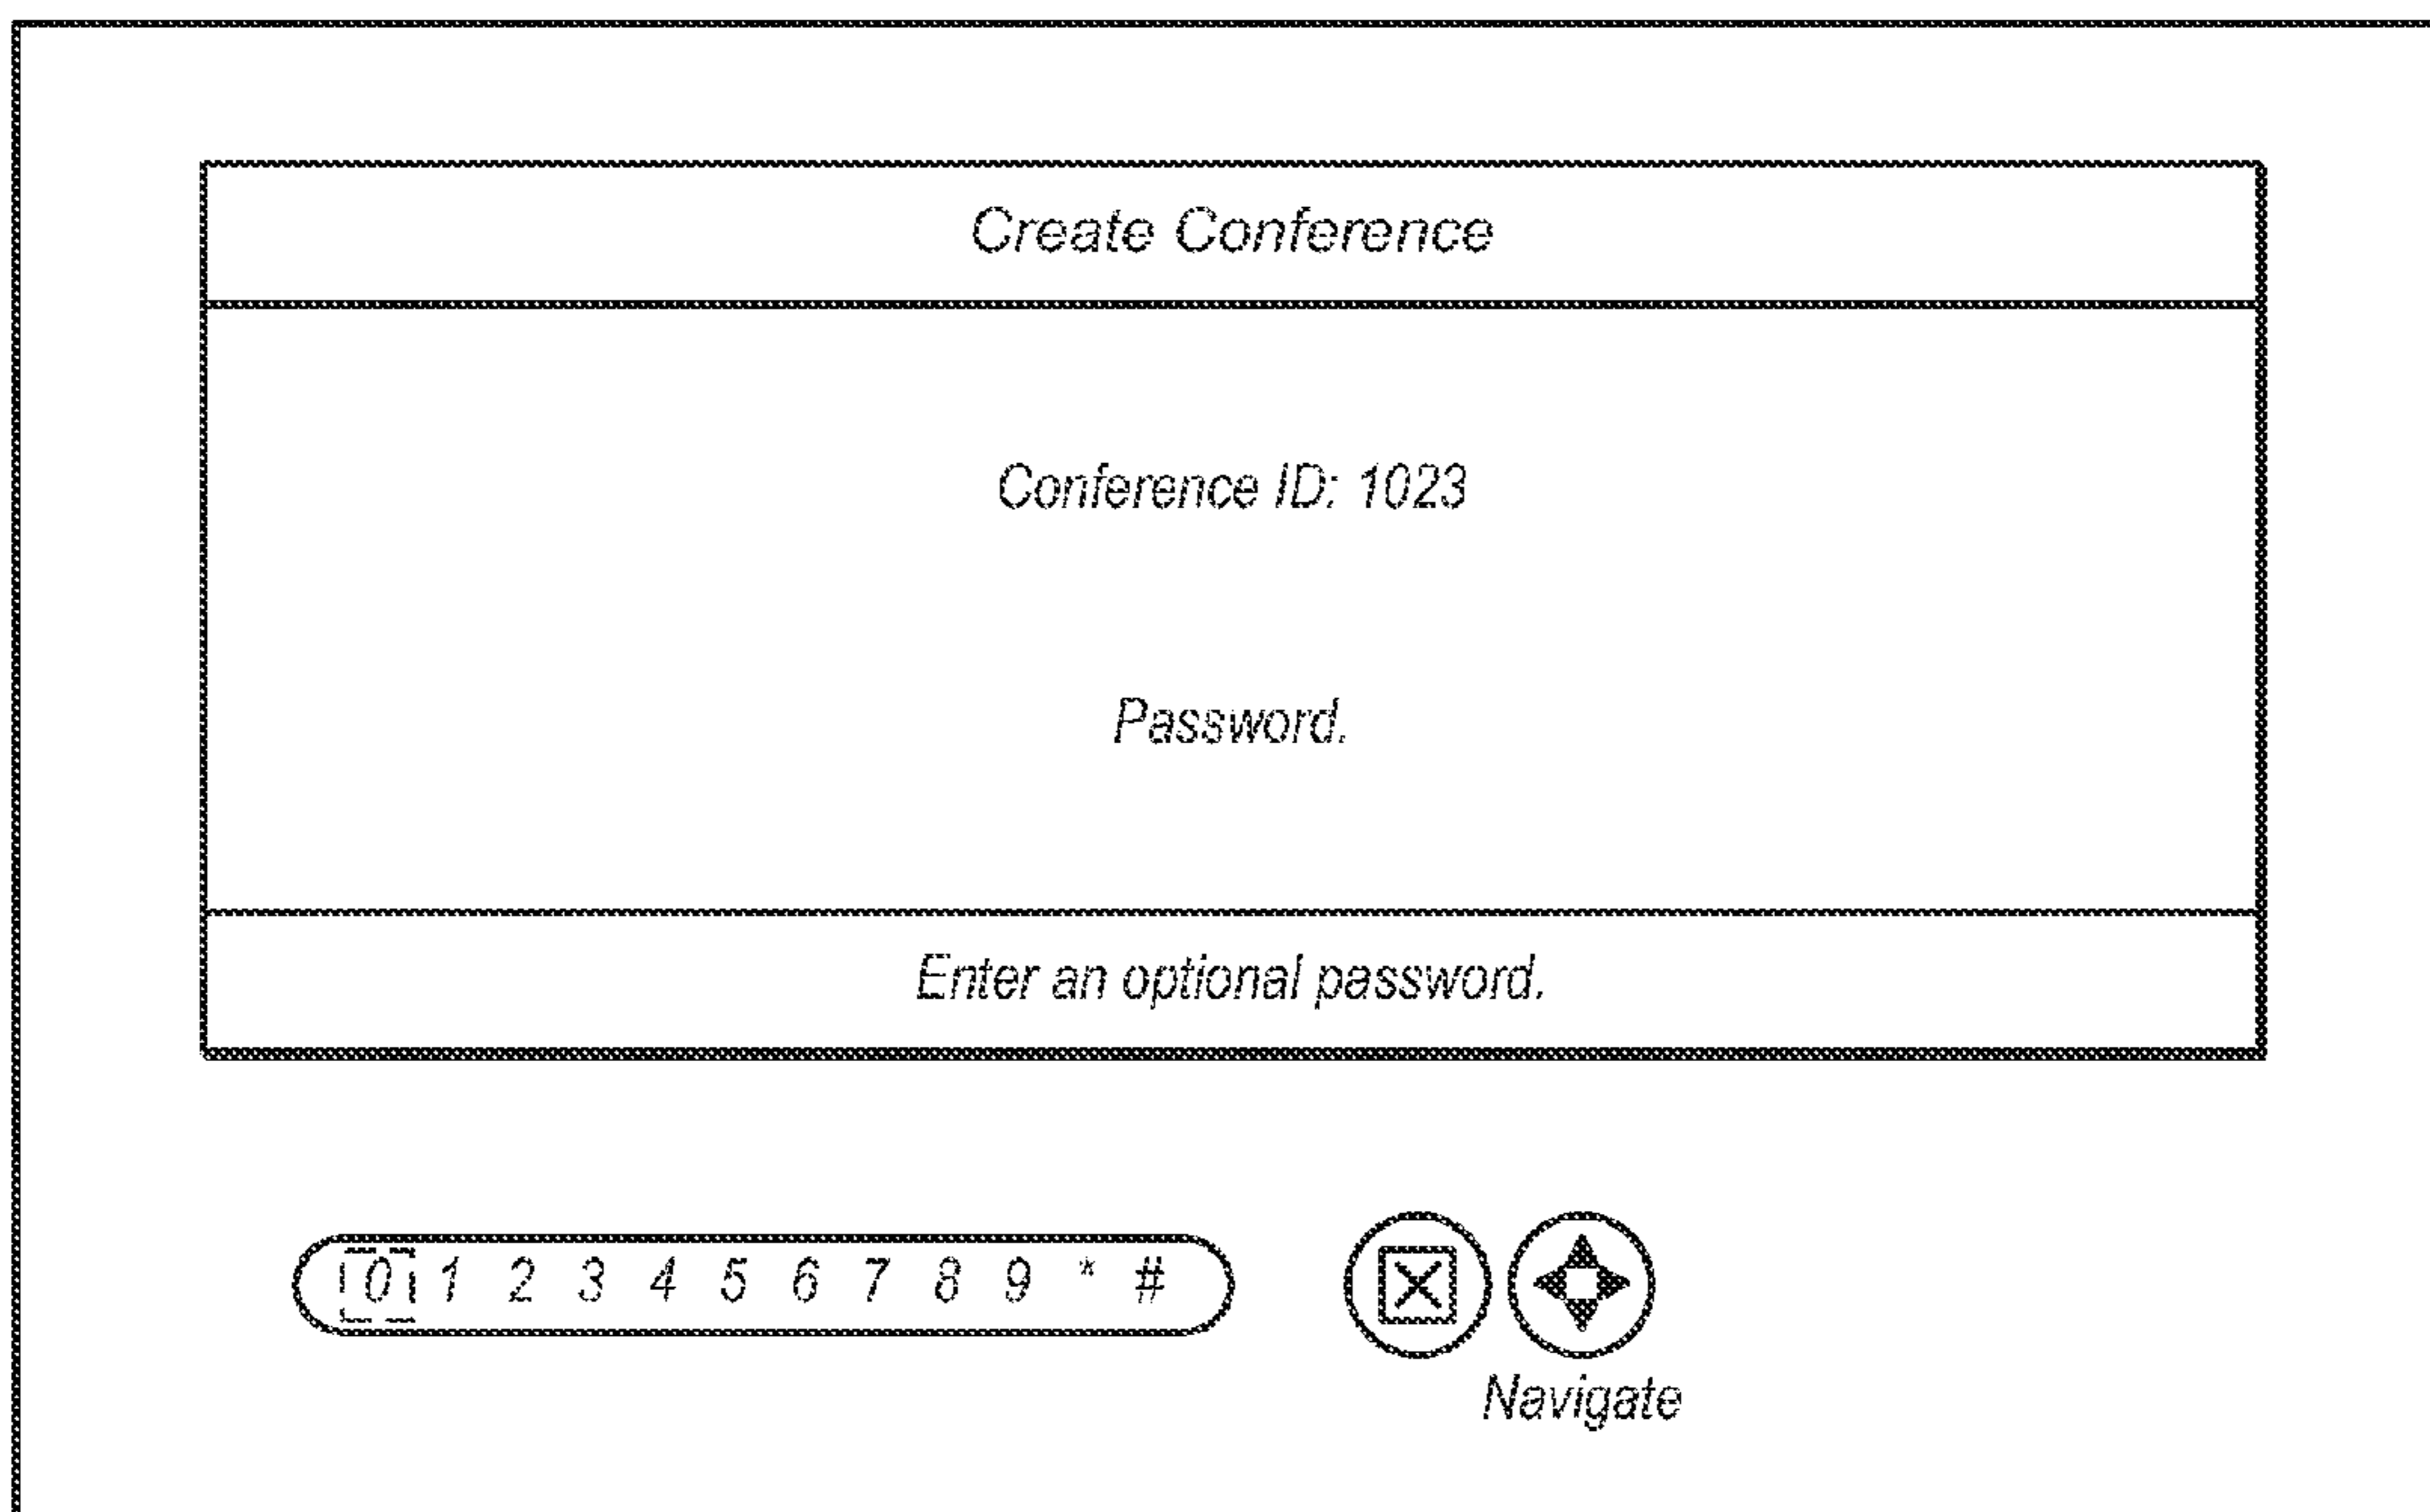 Create Conference
Conference ID: 1023
Password.
Enter an optional password.
0 1 2 3 4 5 6 7 8 9 * #
Navigate